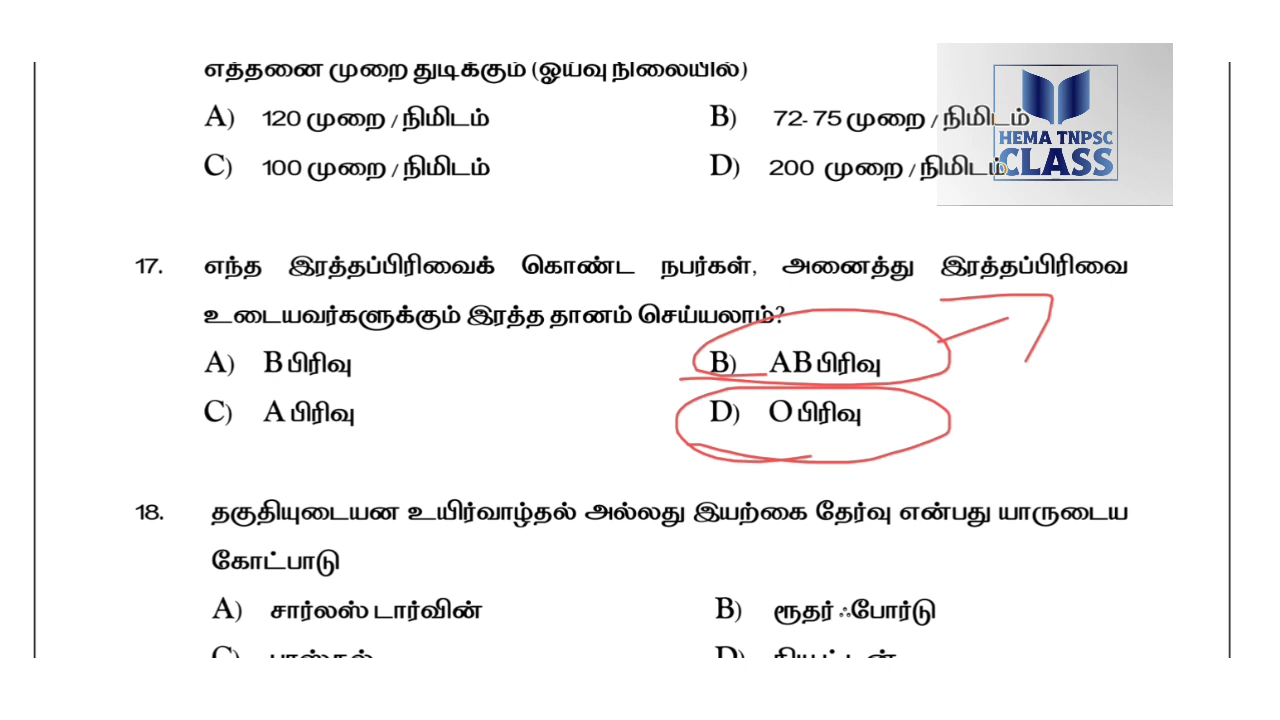 எத்தனை முறை துடிக்கும் (ஓய்வு நிலையில்)
A) 120 முறை / நிமிடம் B) 72-75 முறை / நிமிடம்
C) 100 முறை / நிமிடம் D) 200 முறை / நிமிடம்
HEMA TNPSC
CLASS
17. எந்த இரத்தப்பிரிவைக் கொண்ட நபர்கள், அனைத்து இரத்தப்பிரிவை
உடையவர்களுக்கும் இரத்த தானம் செய்யலாம்?
A) B பிரிவு B) AB பிரிவு
C) A பிரிவு D) O பிரிவு
18. தகுதியுடையன உயிர்வாழ்தல் அல்லது இயற்கை தேர்வு என்பது யாருடைய
கோட்பாடு
A) சார்லஸ் டார்வின் B) ரூதர் ஃபோர்டு
C) D)